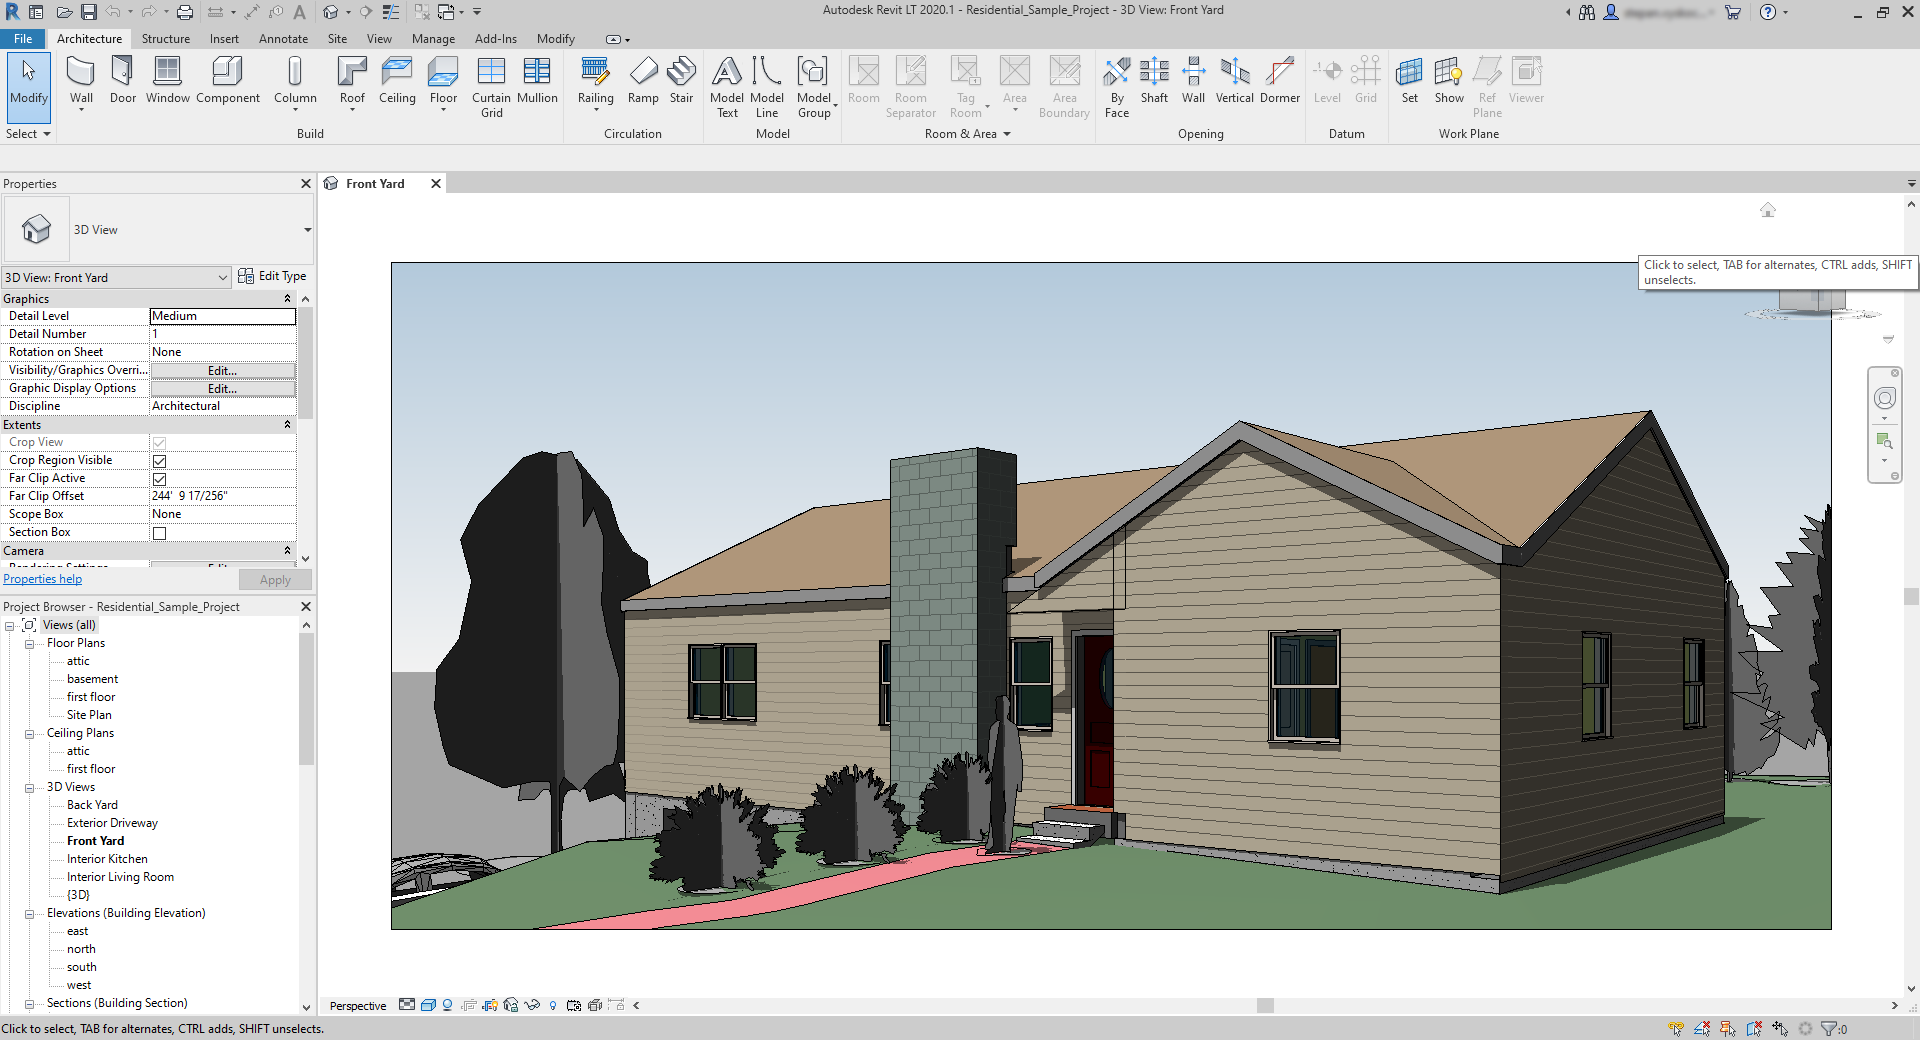 Autodesk Revit LT 2020.1 - Residential_Sample_Project - 3D View: Front Yard
File Architecture Structure Insert Annotate Site View Manage Add-Ins Modify
Modify Wall Door Window Component Column Roof Ceiling Floor Curtain Grid Mullion Railing Ramp Stair Model Text Model Line Model Group Room Room Separator Tag Room Area Area Boundary By Face Shaft Wall Vertical Dormer Level Grid Set Show Ref Plane Viewer
Select Build Circulation Model Room & Area Opening Datum Work Plane
Properties
3D View
3D View: Front Yard Edit Type
Graphics
Detail Level Medium
Detail Number 1
Rotation on Sheet None
Visibility/Graphics Overri... Edit...
Graphic Display Options Edit...
Discipline Architectural
Extents
Crop View
Crop Region Visible
Far Clip Active
Far Clip Offset 244' 9 17/256"
Scope Box None
Section Box
Camera
Properties help Apply
Project Browser - Residential_Sample_Project
Views (all)
Floor Plans
attic
basement
first floor
Site Plan
Ceiling Plans
attic
first floor
3D Views
Back Yard
Exterior Driveway
Front Yard
Interior Kitchen
Interior Living Room
{3D}
Elevations (Building Elevation)
east
north
south
west
Sections (Building Section)
Front Yard
Click to select, TAB for alternates, CTRL adds, SHIFT
unselects.
Perspective
Click to select, TAB for alternates, CTRL adds, SHIFT unselects.
:0